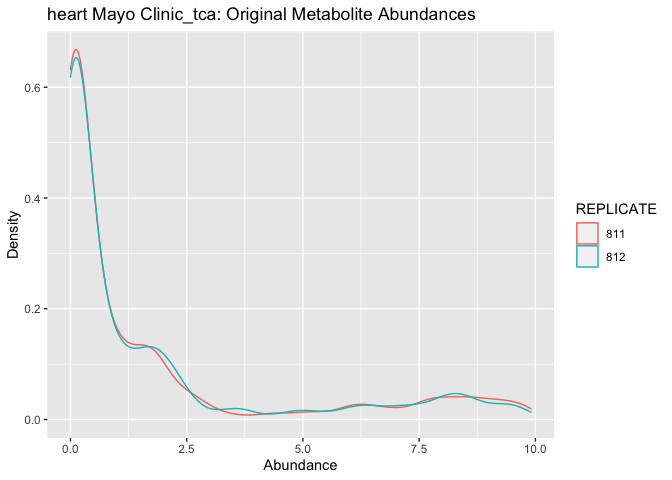 heart Mayo Clinic_tca: Original Metabolite Abundances
0.6
0.4
0.2
0.0
Density
0.0 2.5 5.0 7.5 10.0
Abundance
REPLICATE
811
812